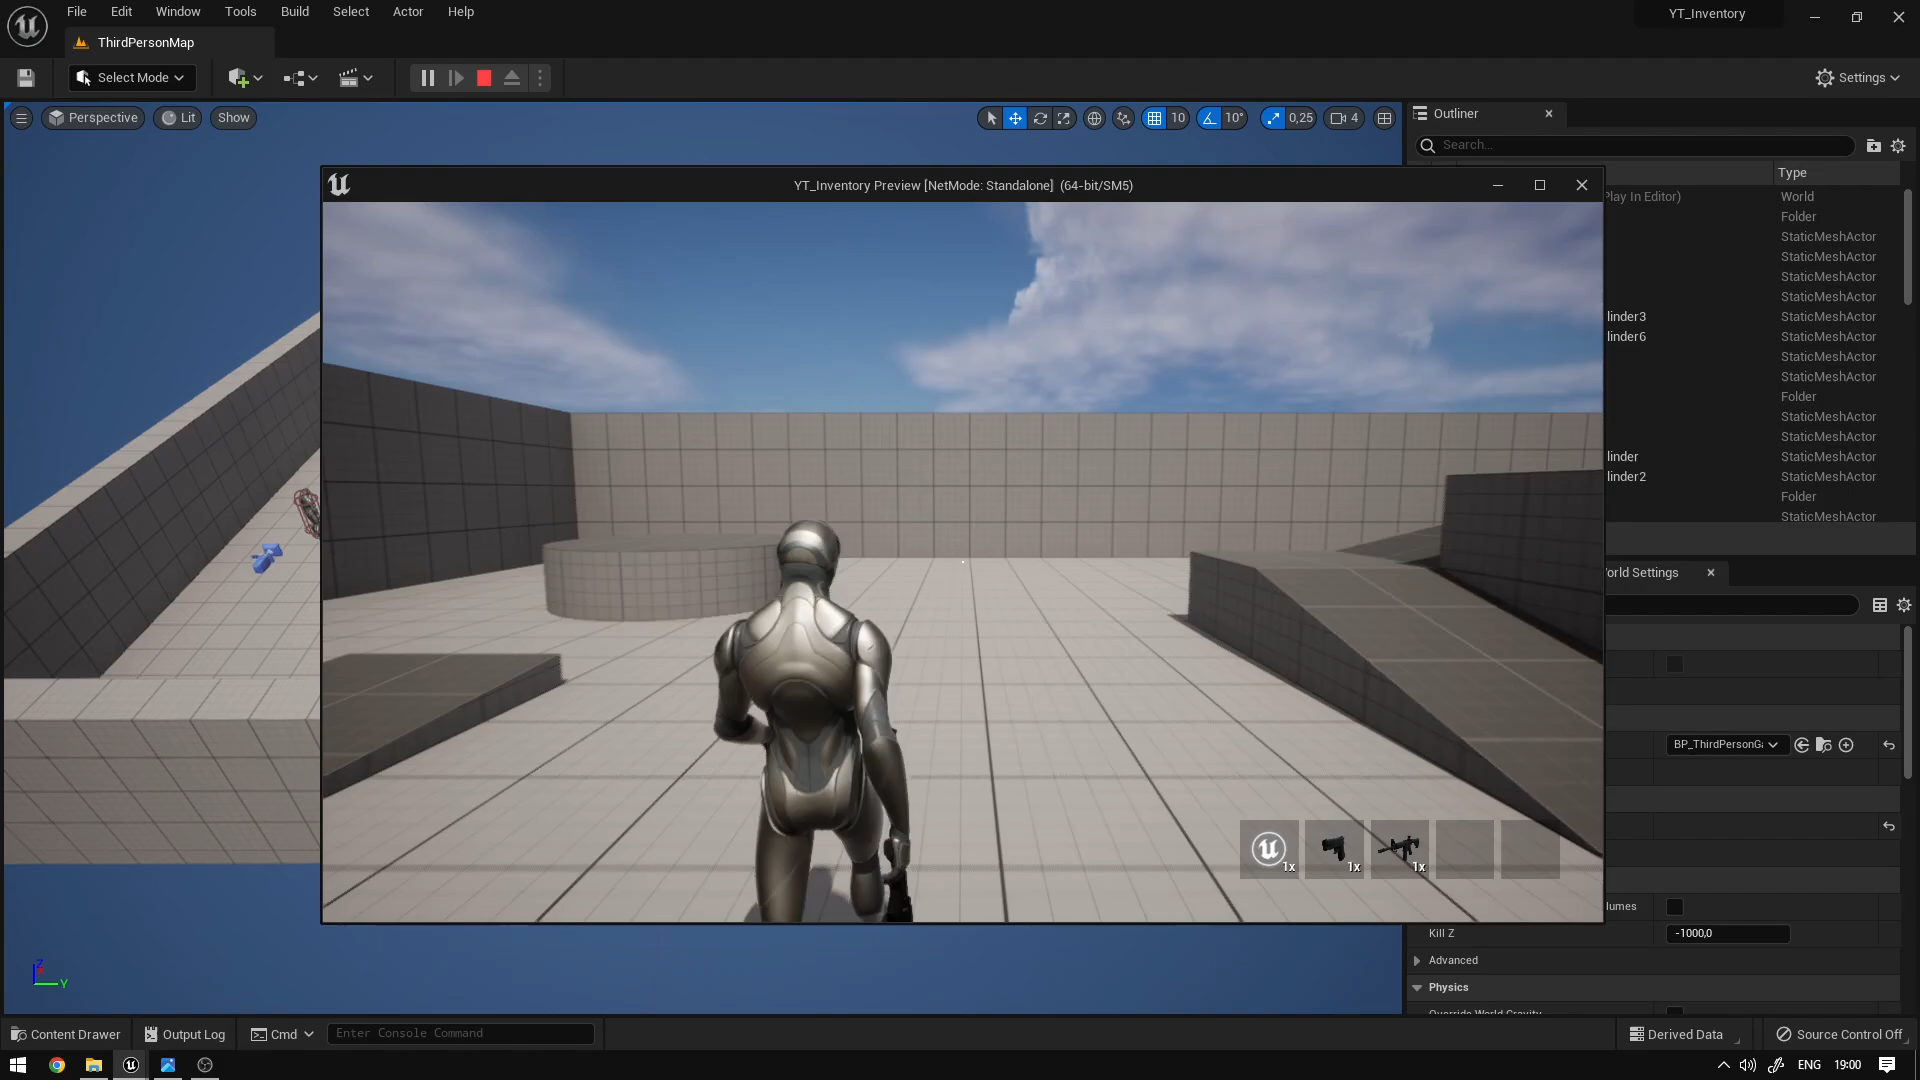 File Edit Window Tools Build Select Actor Help
YT_Inventory
ThirdPersonMap
Select Mode
Settings
Perspective Lit Show
10 10° 0,25 4
Outliner
Search...
Type
Play In Editor) World
Folder
StaticMeshActor
StaticMeshActor
StaticMeshActor
StaticMeshActor
linder3 StaticMeshActor
linder6 StaticMeshActor
StaticMeshActor
StaticMeshActor
Folder
StaticMeshActor
StaticMeshActor
linder StaticMeshActor
linder2 StaticMeshActor
Folder
StaticMeshActor
YT_Inventory Preview [NetMode: Standalone] (64-bit/SM5)
1x 1x 1x
orld Settings
BP_ThirdPersonGa
lumes
Kill Z -1000,0
Advanced
Physics
Override World Gravity
Z
Y
Content Drawer Output Log Cmd Enter Console Command
Derived Data Source Control Off
ENG 19:00